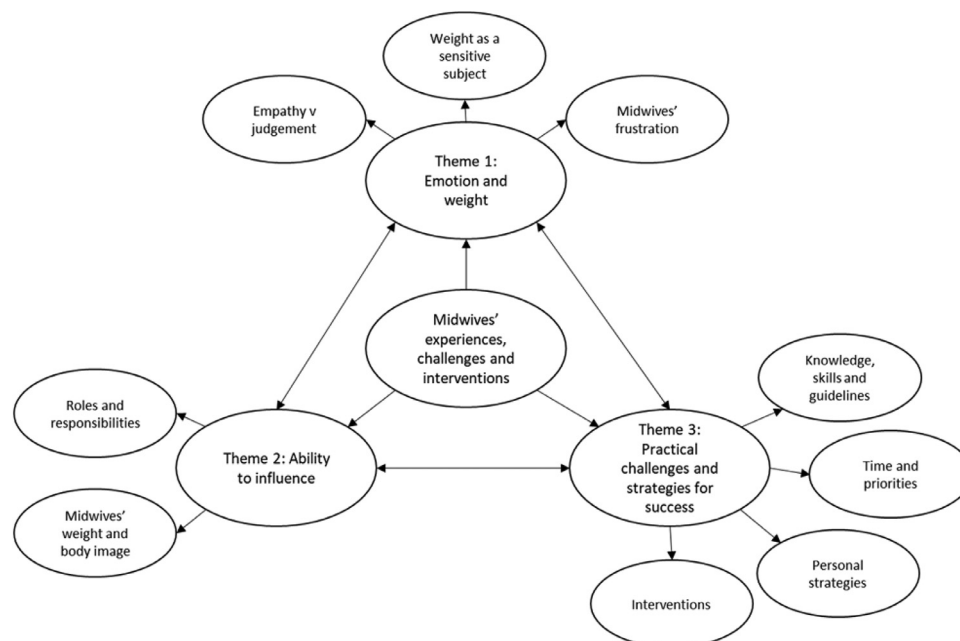 Weight as a
sensitive
subject
Empathy v
judgement
Midwives'
frustration
Theme 1:
Emotion and
weight
Midwives'
experiences,
challenges and
interventions
Knowledge,
skills and
guidelines
Roles and
responsibilities
Theme 2: Ability
to influence
Theme 3:
Practical
challenges and
strategies for
success
Time and
priorities
Midwives'
weight and
body image
Personal
strategies
Interventions